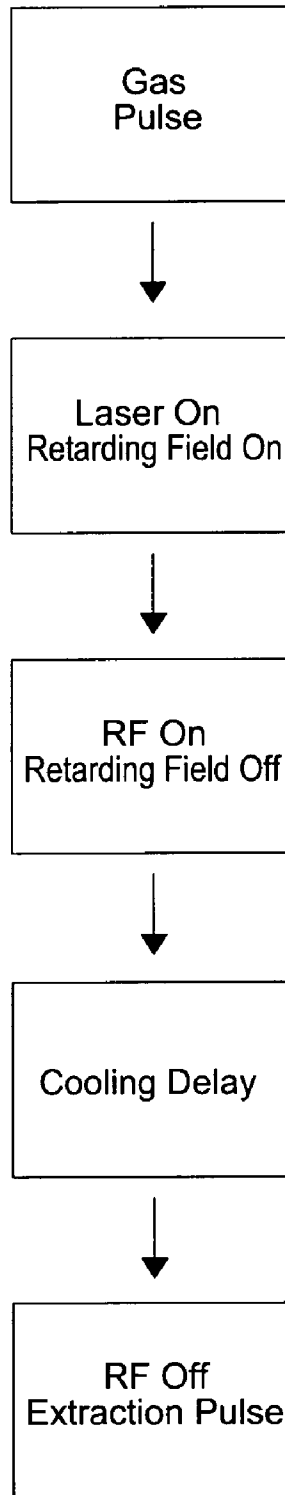 Gas
Pulse
Laser On
Retarding Field On
RF On
Retarding Field Off
Cooling Delay
RF Off
Extraction Pulse